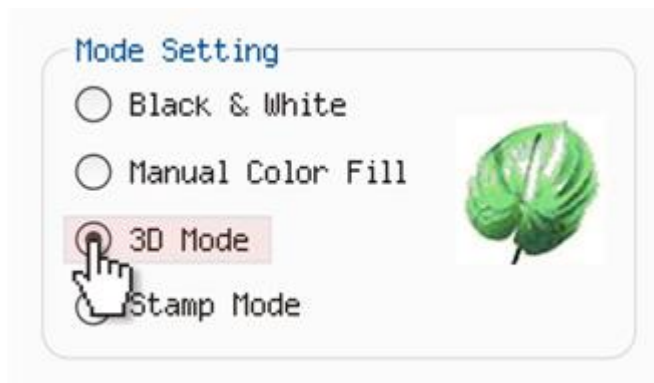 Mode Setting
Black & White
Manual Color Fill
3D Mode
Stamp Mode